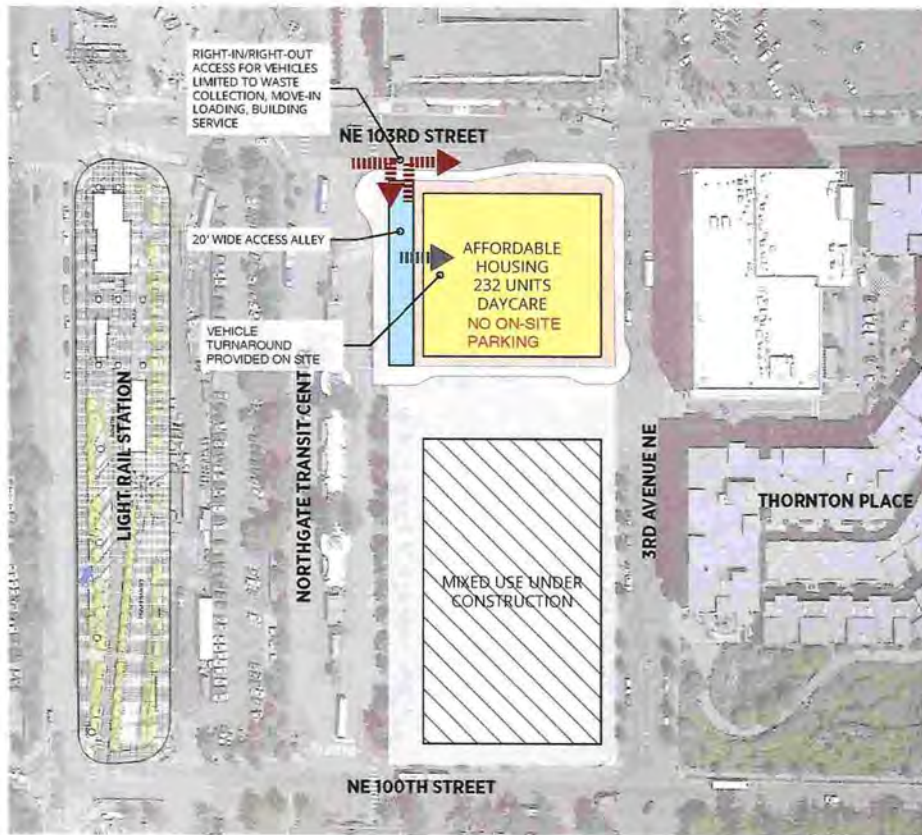 RIGHT-IN/RIGHT-OUT
ACCESS FOR VEHICLES
LIMITED TO WASTE
COLLECTION, MOVE-IN
LOADING, BUILDING
SERVICE
NE 103RD STREET
20' WIDE ACCESS ALLEY
AFFORDABLE
HOUSING
232 UNITS
DAYCARE
NO ON-SITE
PARKING
VEHICLE
TURNAROUND
PROVIDED ON SITE
LIGHT RAIL STATION
NORTHGATE TRANSIT CENT
3RD AVENUE NE
THORNTON PLACE
MIXED USE UNDER
CONSTRUCTION
NE 100TH STREET